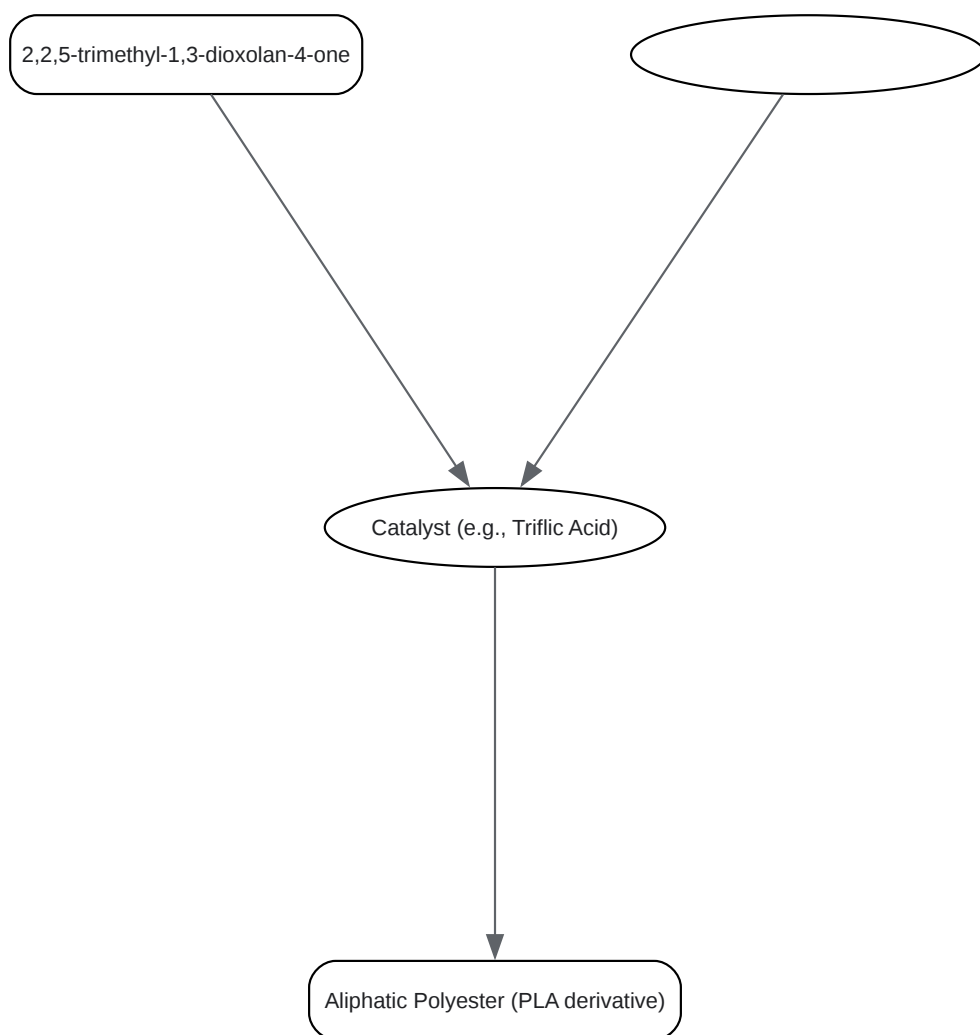 2,2,5-trimethyl-1,3-dioxolan-4-one
Catalyst (e.g., Triflic Acid)
Aliphatic Polyester (PLA derivative)